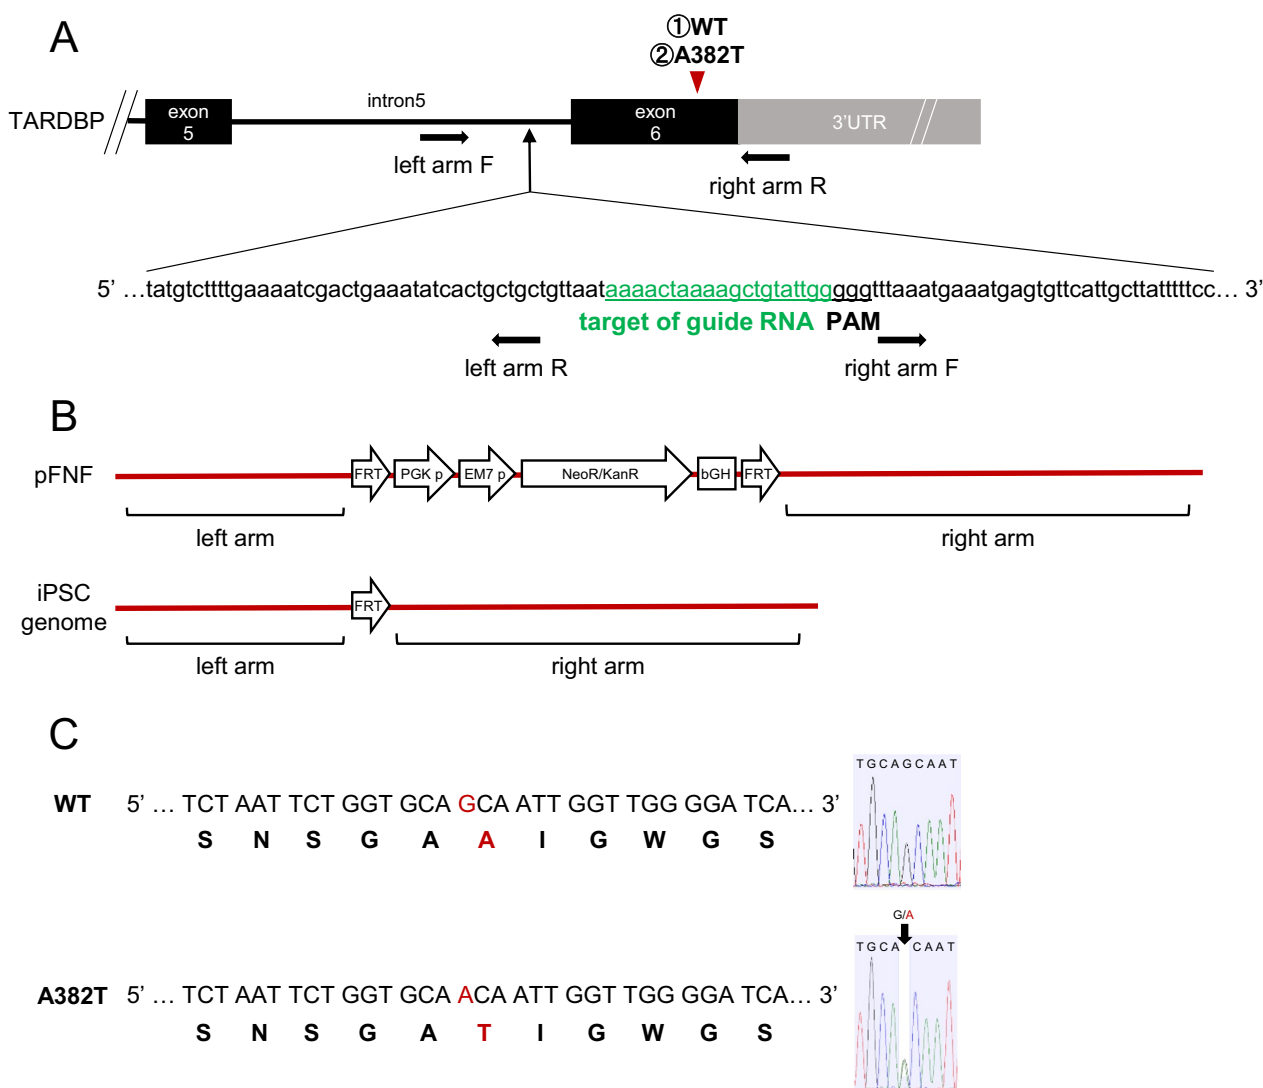 A
①WT
②A382T
TARDBP
exon
5
intron5
exon
6
3'UTR
left arm F
right arm R
5' …tatgtcttttgaaaatcgactgaaatatcactgctgctgttaataaaactaaaagctgtattggggggtttaaatgaaatgagtgttcattgcttatttttcc… 3'
target of guide RNA PAM
left arm R
right arm F
B
pFNF
FRT
PGK p
EM7 p
NeoR/KanR
bGH
FRT
left arm
right arm
iPSC
genome
FRT
left arm
right arm
C
TGCAGCAAT
WT 5' … TCT AAT TCT GGT GCA GCA ATT GGT TGG GGA TCA… 3'
S N S G A A I G W G S
G/A
TGCA CAAT
A382T 5' … TCT AAT TCT GGT GCA ACA ATT GGT TGG GGA TCA… 3'
S N S G A T I G W G S